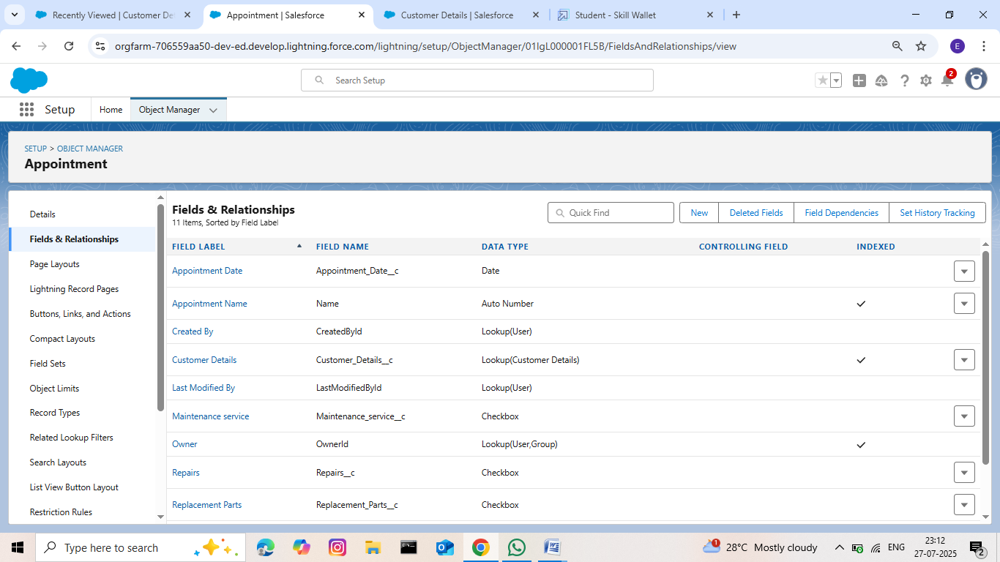 Recently Viewed | Customer De
Appointment | Salesforce
Customer Details | Salesforce
Student - Skill Wallet
orgfarm-706559aa50-dev-ed.develop.lightning.force.com/lightning/setup/ObjectManager/01IgL000001FL5B/FieldsAndRelationships/view
E
Search Setup
2
Setup
Home
Object Manager
SETUP > OBJECT MANAGER
Appointment
Details
Fields & Relationships
Page Layouts
Lightning Record Pages
Buttons, Links, and Actions
Compact Layouts
Field Sets
Object Limits
Record Types
Related Lookup Filters
Search Layouts
List View Button Layout
Restriction Rules
Fields & Relationships
11 Items, Sorted by Field Label
Quick Find
New
Deleted Fields
Field Dependencies
Set History Tracking
FIELD LABEL FIELD NAME DATA TYPE CONTROLLING FIELD INDEXED
Appointment Date Appointment_Date__c Date
Appointment Name Name Auto Number
Created By CreatedById Lookup(User)
Customer Details Customer_Details__c Lookup(Customer Details)
Last Modified By LastModifiedById Lookup(User)
Maintenance service Maintenance_service__c Checkbox
Owner OwnerId Lookup(User,Group)
Repairs Repairs__c Checkbox
Replacement Parts Replacement_Parts__c Checkbox
Type here to search
1
28°C Mostly cloudy
ENG
23:12
27-07-2025
2